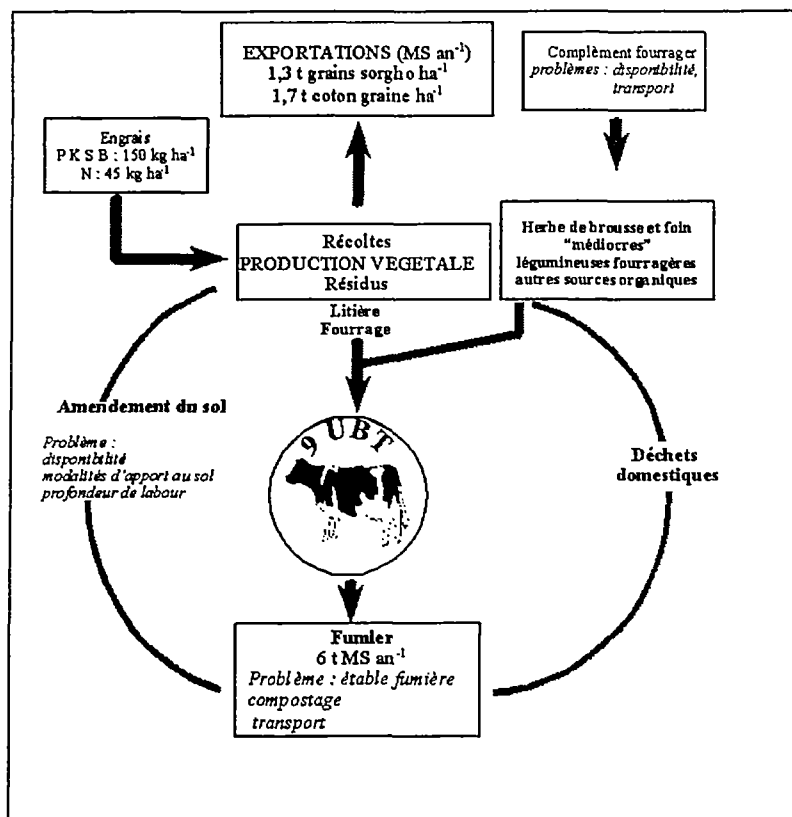 EXPORTATIONS (MS an⁻¹)
1,3 t grains sorgho ha⁻¹
1,7 t coton graine ha⁻¹
Complèment fourrager
problèmes : disponibilité,
transport
Engrais
P K S B : 150 kg ha⁻¹
N : 45 kg ha⁻¹
Récoltes
PRODUCTION VEGETALE
Résidus
Herbe de brousse et foin
"médiocres"
légumineuses fourragères
autres sources organiques
Litière
Fourrage
Amendement du sol
Problème :
disponibilité
modalités d'apport au sol
profondeur de labour
9 UBT
Déchets
domestiques
Fumier
6 t MS an⁻¹
Problème : étable fumière
compostage
transport